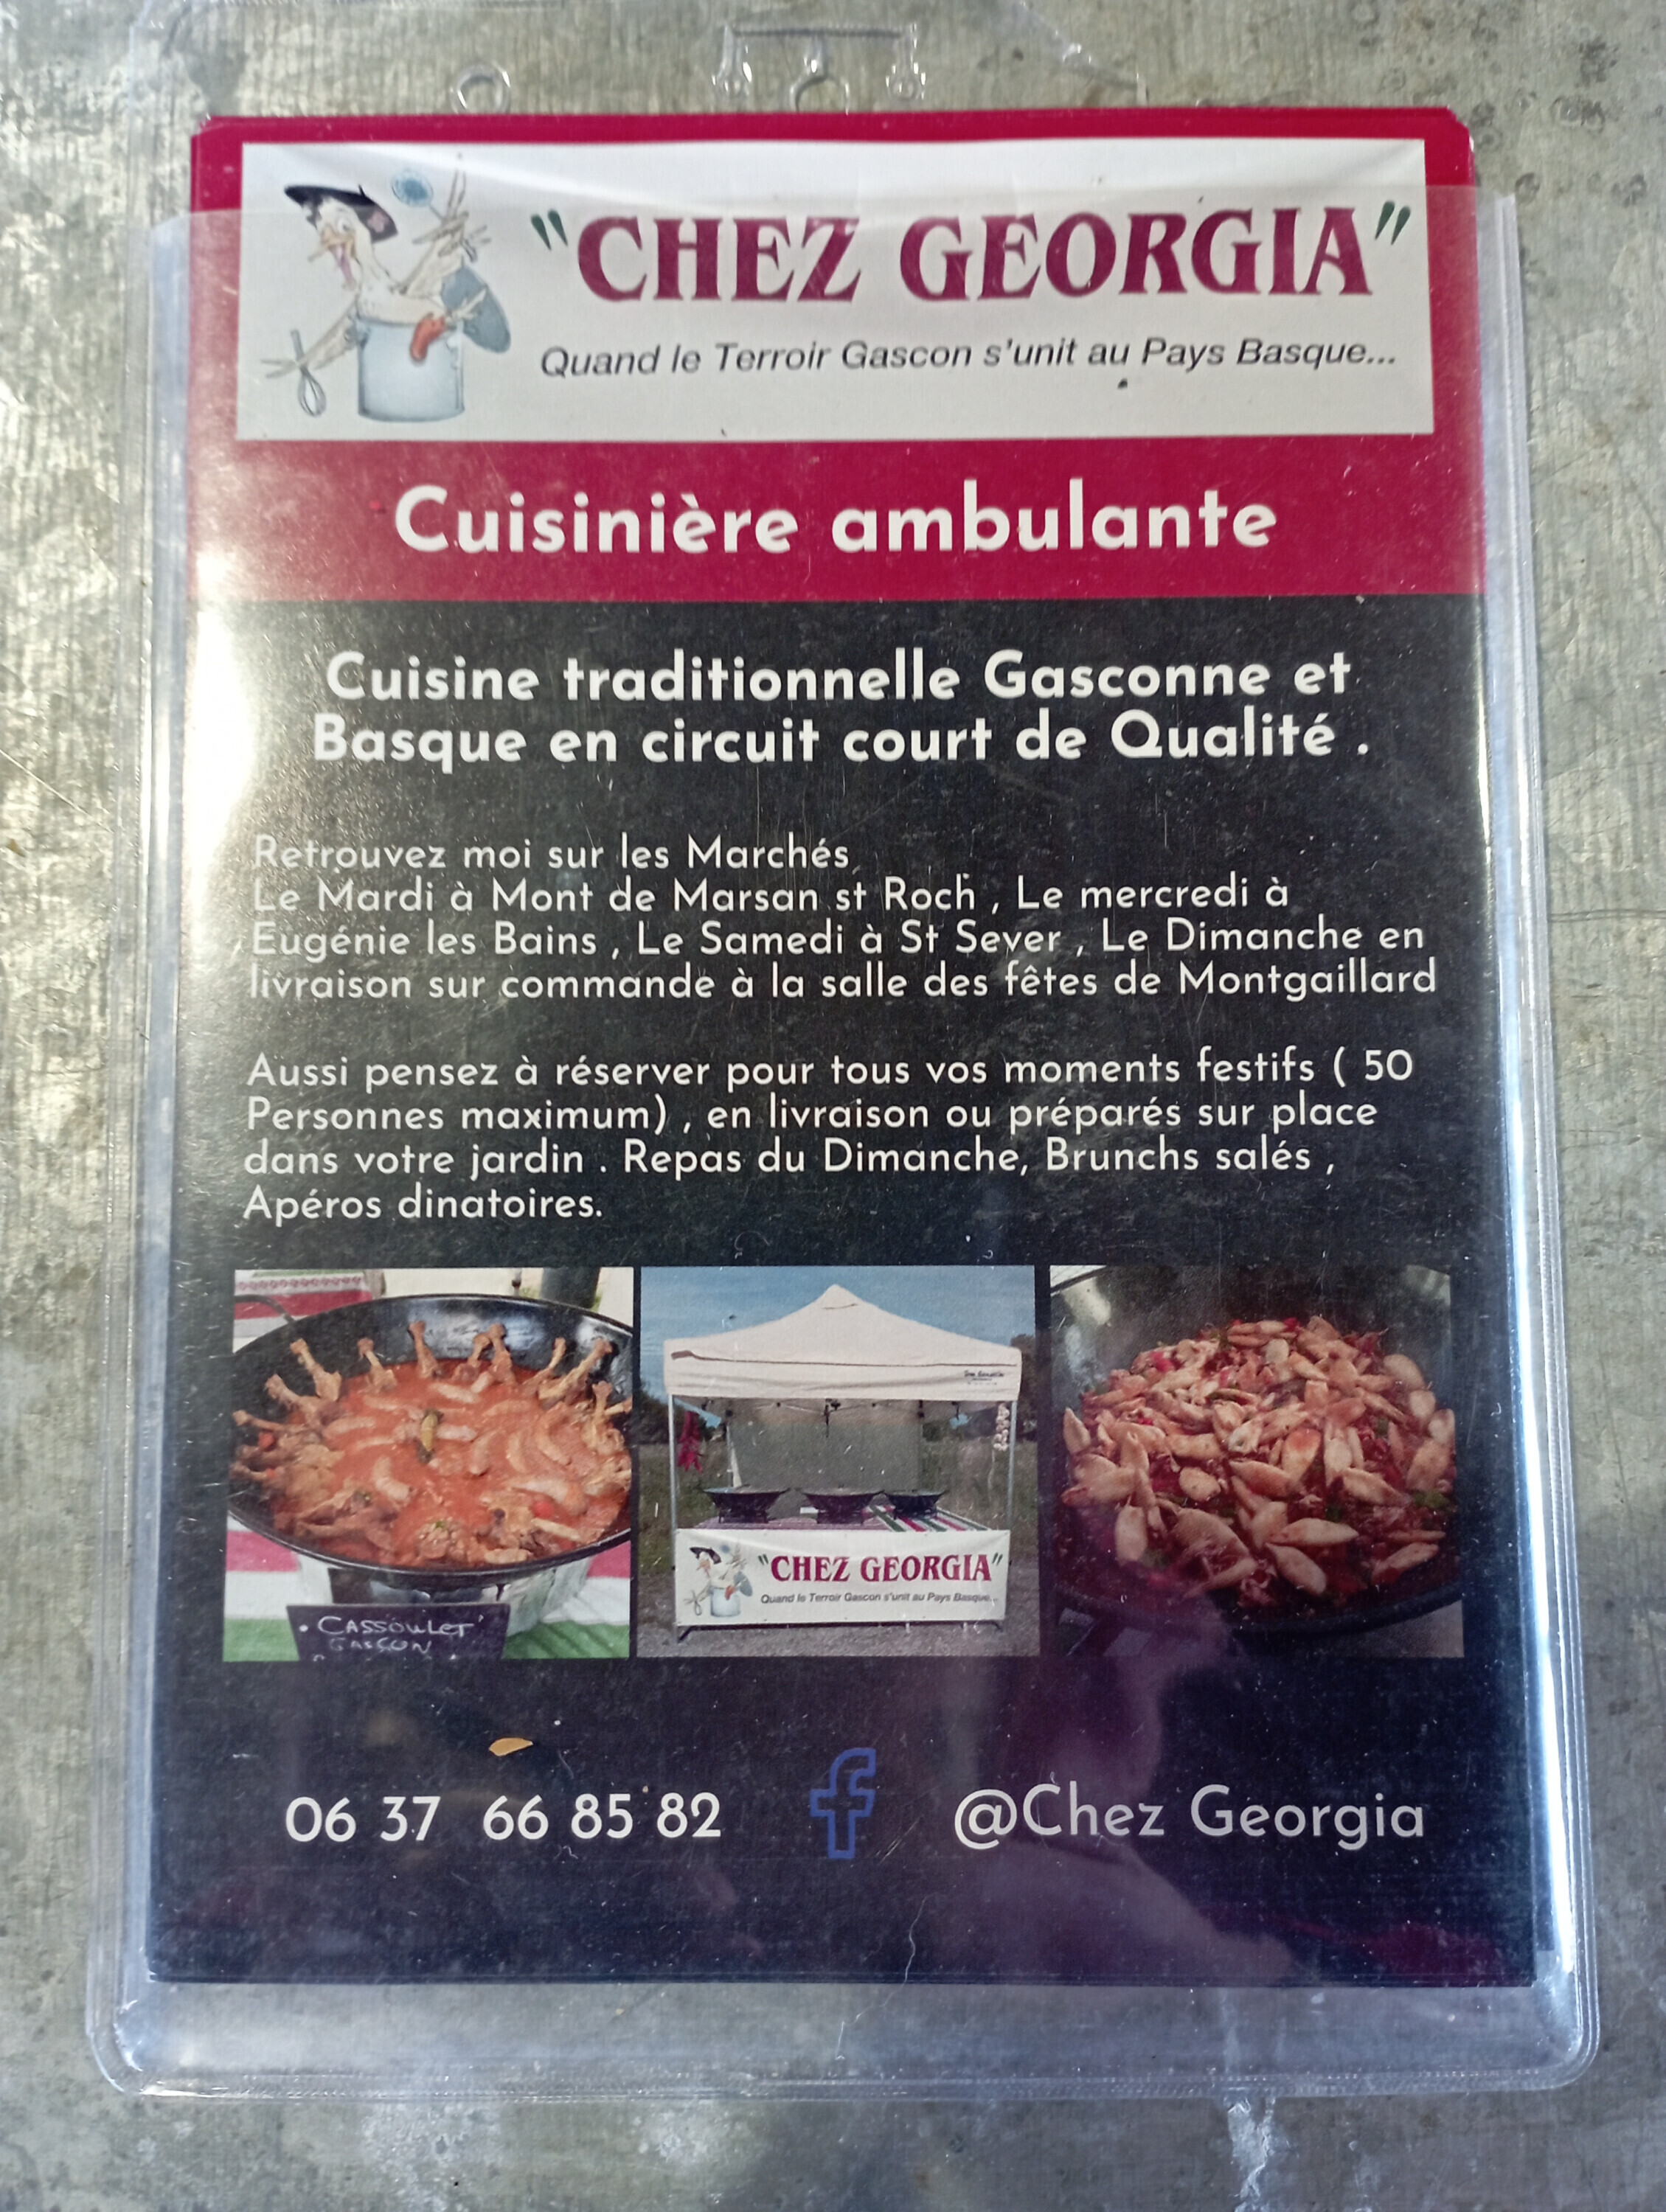 "CHEZ GEORGIA"
Quand le Terroir Gascon s'unit au Pays Basque...
Cuisinière ambulante
Cuisine traditionnelle Gasconne et
Basque en circuit court de Qualité .
Retrouvez moi sur les Marchés,
Le Mardi à Mont de Marsan st Roch , Le mercredi à
Eugénie les Bains , Le Samedi à St Sever , Le Dimanche en
livraison sur commande à la salle des fêtes de Montgaillard
Aussi pensez à réserver pour tous vos moments festifs ( 50
Personnes maximum) , en livraison ou préparés sur place
dans votre jardin . Repas du Dimanche, Brunchs salés ,
Apéros dinatoires.
• CASSOULET
GASCON
"CHEZ GEORGIA"
Quand le Terroir Gascon s'unit au Pays Basque...
06 37 66 85 82
@Chez Georgia